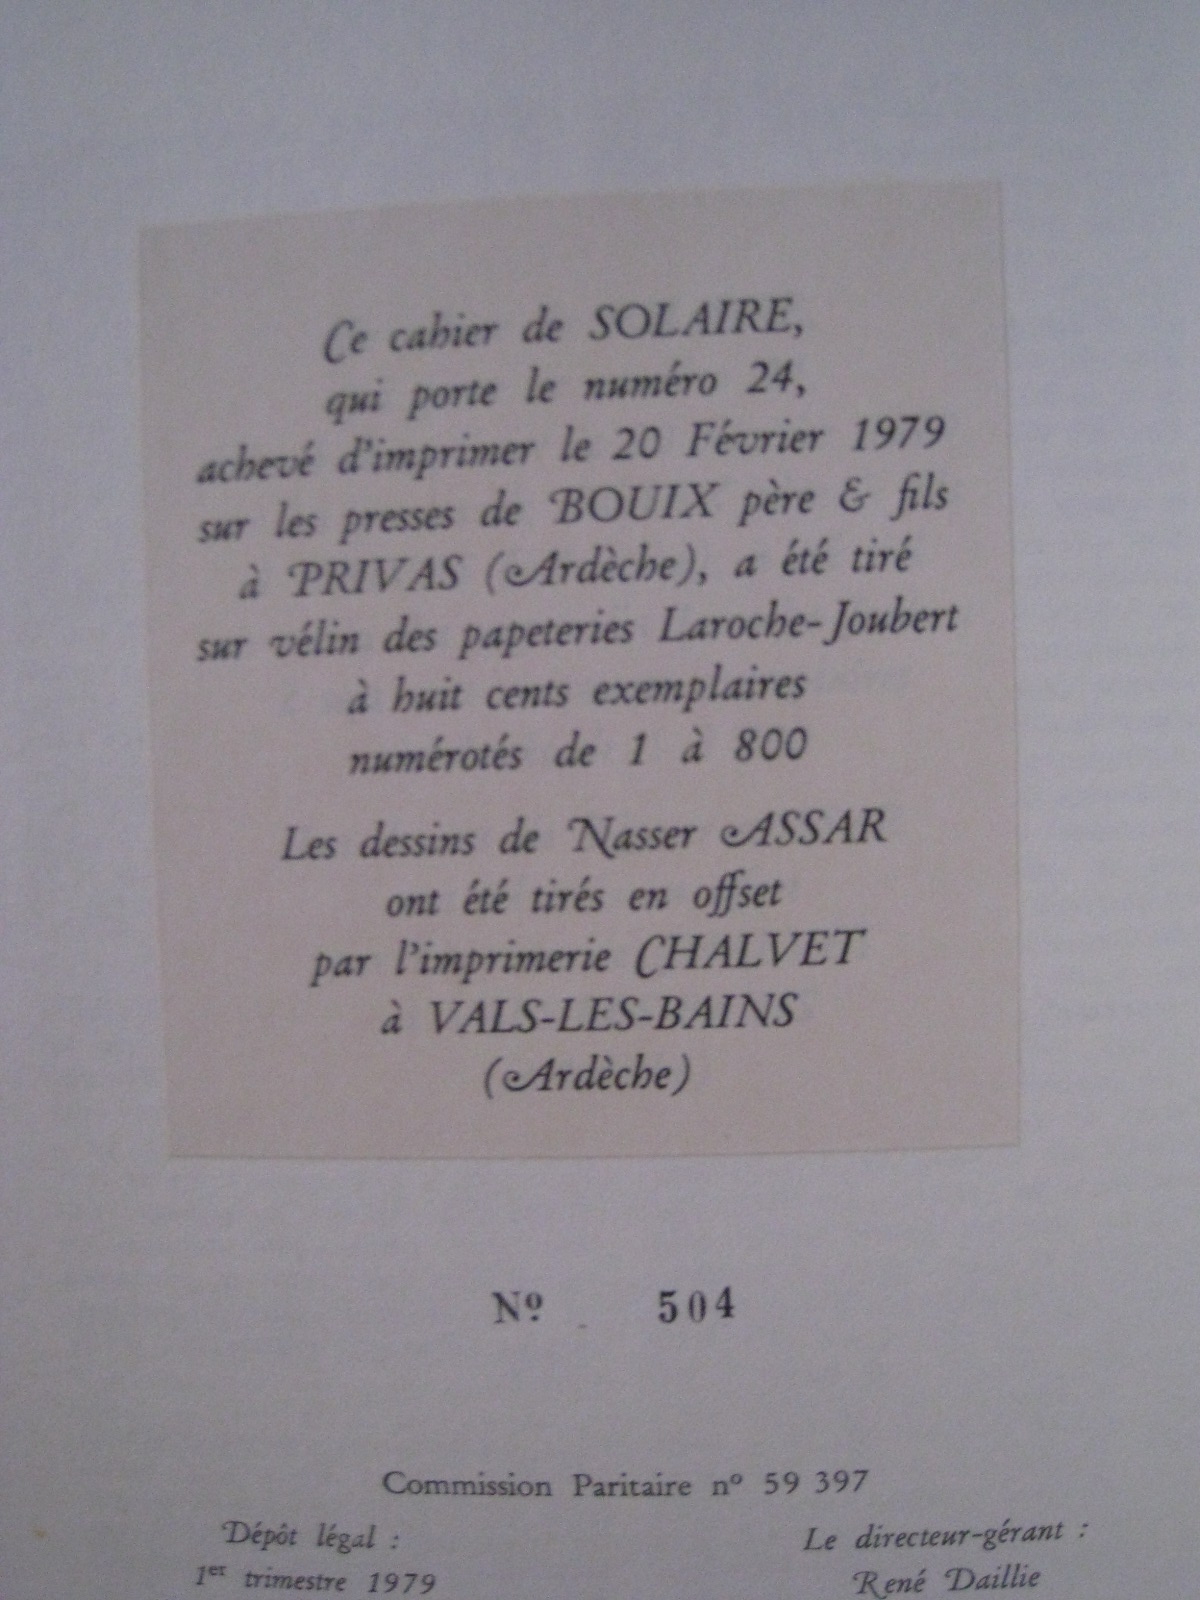 Ce cahier de SOLAIRE,
qui porte le numéro 24,
achevé d'imprimer le 20 Février 1979
sur les presses de BOUIX père & fils
à PRIVAS (Ardèche), a été tiré
sur vélin des papeteries Laroche-Joubert
à huit cents exemplaires
numérotés de 1 à 800
Les dessins de Nasser ASSAR
ont été tirés en offset
par l'imprimerie CHALVET
à VALS-LES-BAINS
(Ardèche)
Nº 504
Commission Paritaire nº 59 397
Dépôt légal :
1er trimestre 1979
Le directeur-gérant :
René Daillie